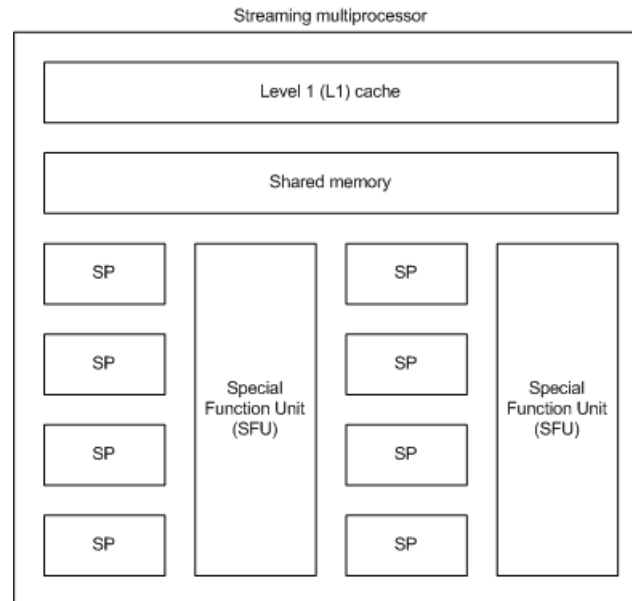 Streaming multiprocessor
Level 1 (L1) cache
Shared memory
SP
SP
SP
SP
Special
Function Unit
(SFU)
SP
SP
SP
SP
Special
Function Unit
(SFU)